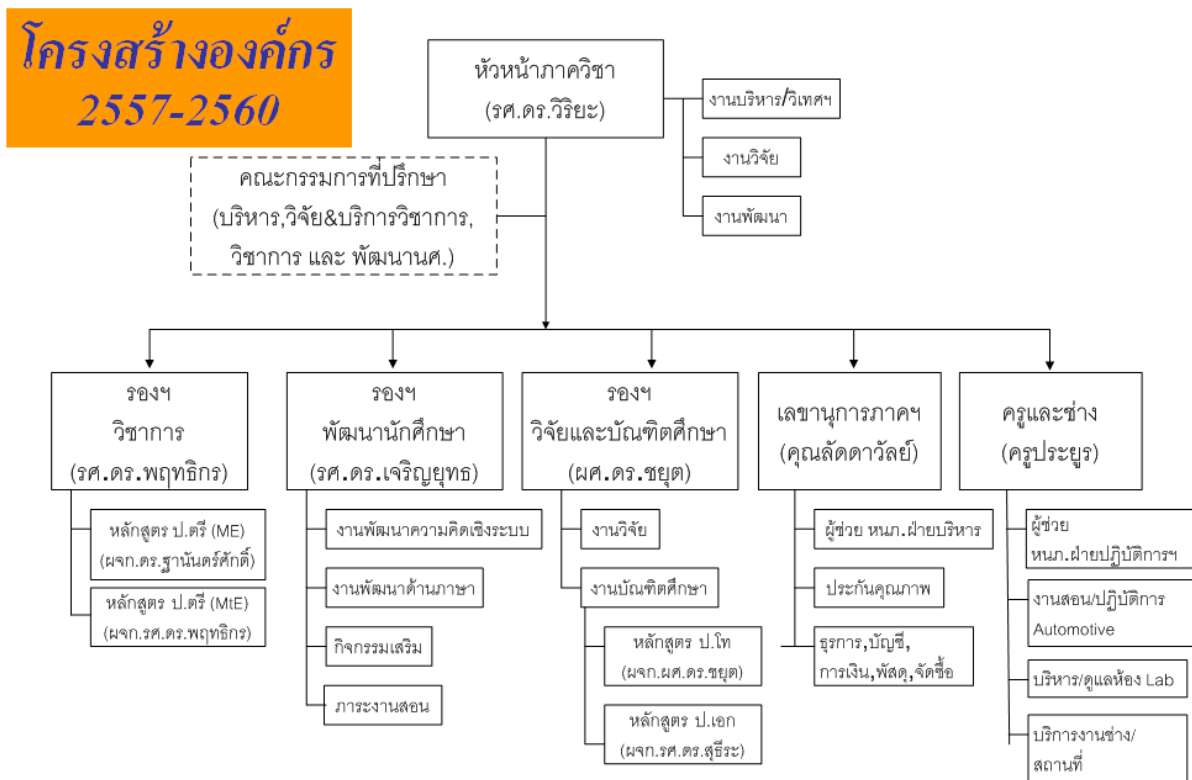 โครงสร้างองค์กร
2557-2560
หัวหน้าภาควิชา
(รศ.ดร.วิริยะ)
งานบริหาร/วิเทศฯ
งานวิจัย
งานพัฒนา
คณะกรรมการที่ปรึกษา
(บริหาร,วิจัย&บริการวิชาการ,
วิชาการ และ พัฒนานศ.)
รองฯ
วิชาการ
(รศ.ดร.พฤทธิกร)
หลักสูตร ป.ตรี (ME)
(ผจก.ดร.ฐานันดร์ศักดิ์)
หลักสูตร ป.ตรี (MtE)
(ผจก.รศ.ดร.พฤทธิกร)
รองฯ
พัฒนานักศึกษา
(รศ.ดร.เจริญยุทธ)
งานพัฒนาความคิดเชิงระบบ
งานพัฒนาด้านภาษา
กิจกรรมเสริม
ภาระงานสอน
รองฯ
วิจัยและบัณฑิตศึกษา
(ผศ.ดร.ชยุต)
งานวิจัย
งานบัณฑิตศึกษา
หลักสูตร ป.โท
(ผจก.ผศ.ดร.ชยุต)
หลักสูตร ป.เอก
(ผจก.รศ.ดร.สุธีระ)
เลขานุการภาคฯ
(คุณลัดดาวัลย์)
ผู้ช่วย หนภ.ฝ่ายบริหาร
ประกันคุณภาพ
ธุรการ,บัญชี,
การเงิน,พัสดุ,จัดซื้อ
ครูและช่าง
(ครูประยูร)
ผู้ช่วย
หนภ.ฝ่ายปฏิบัติการฯ
งานสอน/ปฏิบัติการ
Automotive
บริหาร/ดูแลห้อง Lab
บริการงานช่าง/
สถานที่